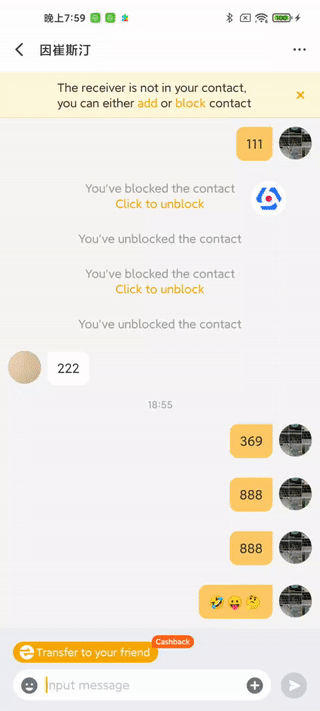 晚上7:59
因崔斯汀
The receiver is not in your contact,
you can either add or block contact
111
You've blocked the contact
Click to unblock
You've unblocked the contact
You've blocked the contact
Click to unblock
You've unblocked the contact
222
18:55
369
888
888
🤣😛🤔
Cashback
Transfer to your friend
Input message